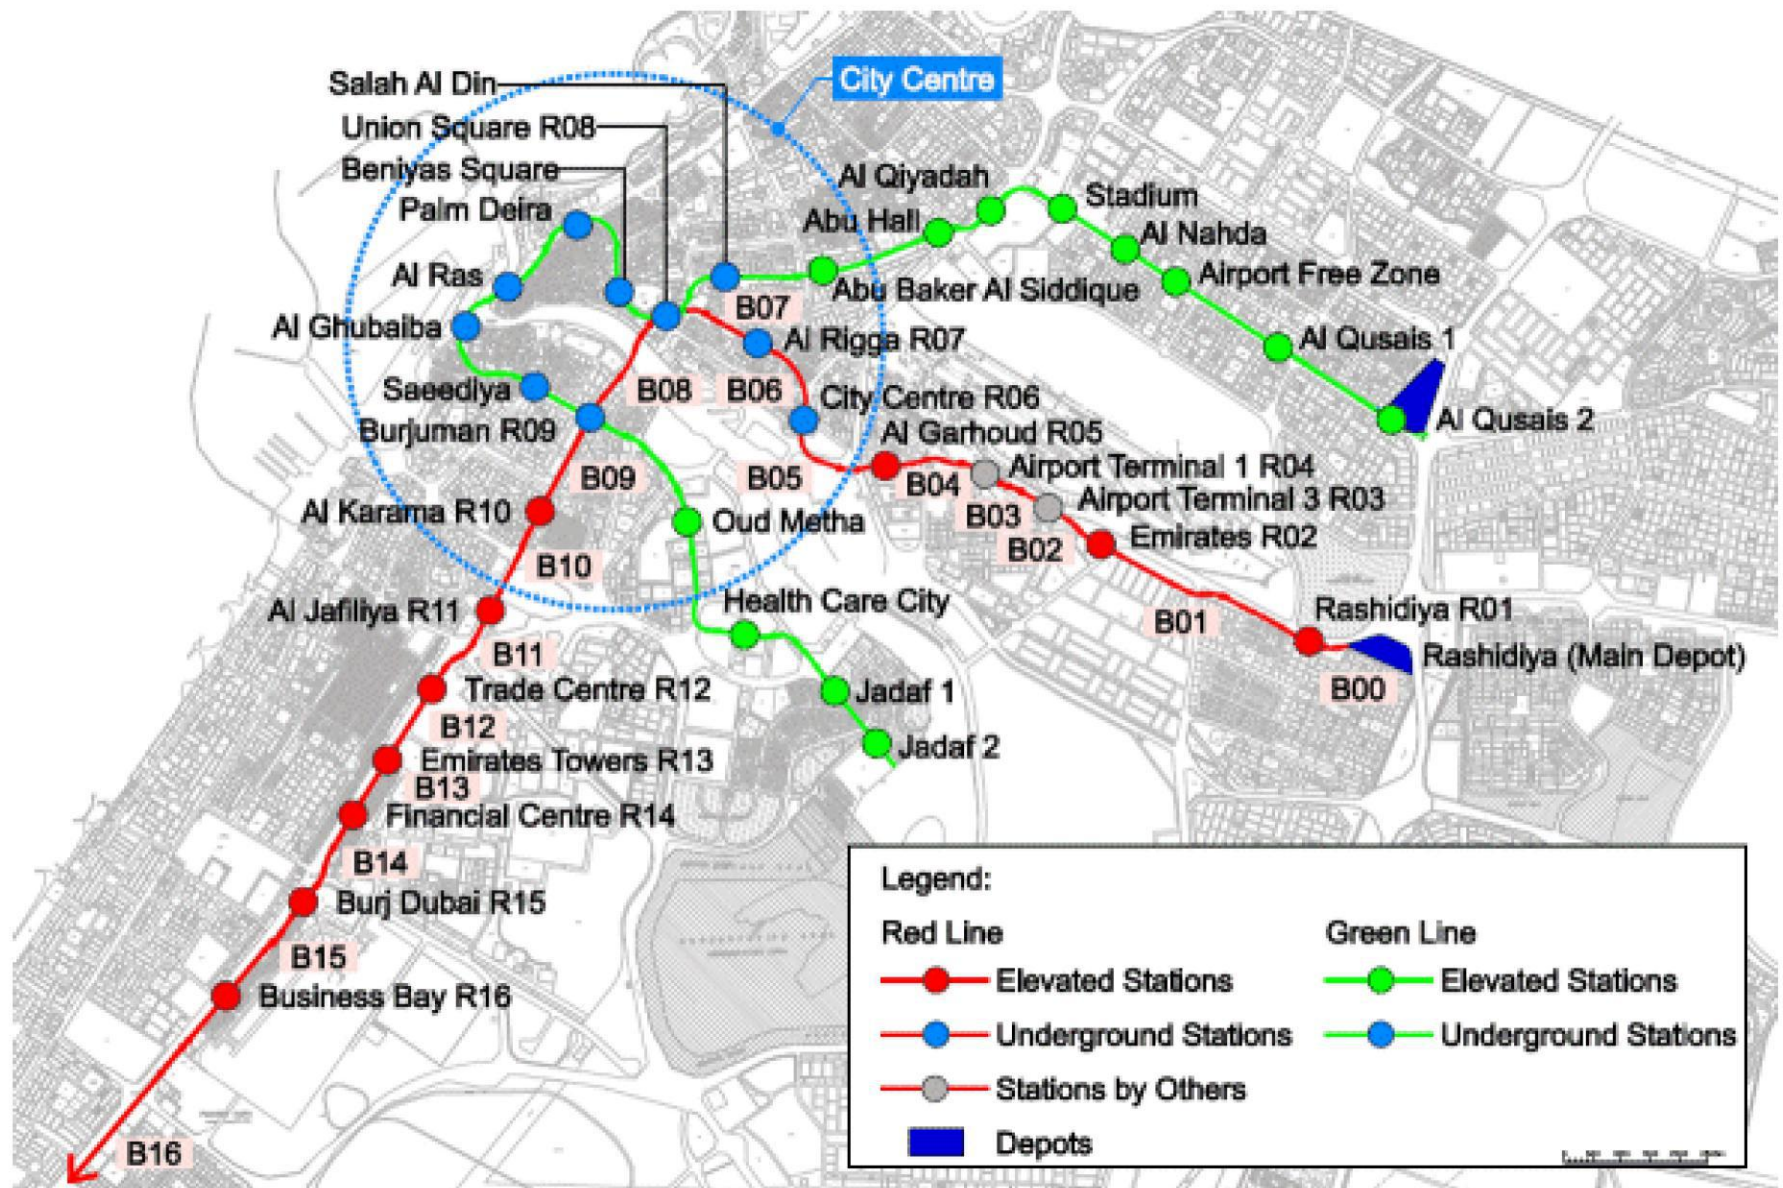 City Centre
Salah Al Din
Union Square R08
Beniyas Square
Palm Deira
Al Ras
Al Ghubaiba
Saeediya
Burjuman R09
Al Qiyadah
Abu Hall
Stadium
Al Nahda
Airport Free Zone
Abu Baker Al Siddique
Al Qusais 1
Al Qusais 2
B07
Al Rigga R07
B08
B06
City Centre R06
Al Garhoud R05
B05
B04
Airport Terminal 1 R04
B03
Airport Terminal 3 R03
B02
Emirates R02
B01
Rashidiya R01
Rashidiya (Main Depot)
B00
B09
Al Karama R10
Oud Metha
B10
Health Care City
Al Jafiliya R11
B11
Jadaf 1
Jadaf 2
Trade Centre R12
B12
Emirates Towers R13
B13
Financial Centre R14
B14
Burj Dubai R15
B15
Business Bay R16
B16
Legend:
Red Line
Elevated Stations
Underground Stations
Stations by Others
Depots
Green Line
Elevated Stations
Underground Stations